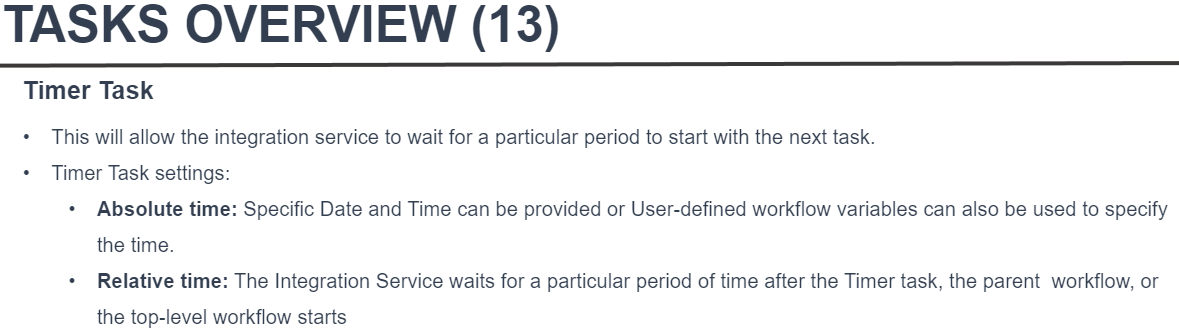 TASKS OVERVIEW (13)
Timer Task
• This will allow the integration service to wait for a particular period to start with the next task.
• Timer Task settings:
• Absolute time: Specific Date and Time can be provided or User-defined workflow variables can also be used to specify
the time.
• Relative time: The Integration Service waits for a particular period of time after the Timer task, the parent  workflow, or
the top-level workflow starts